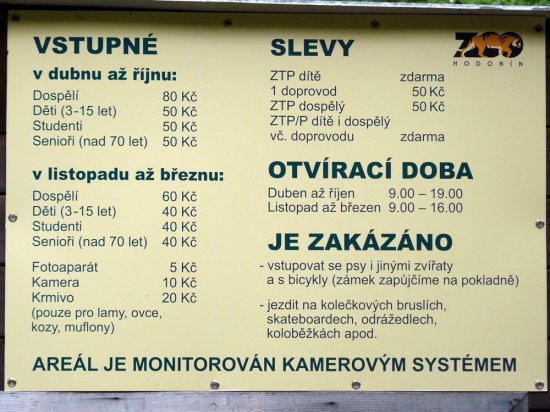 VSTUPNÉ
v dubnu až říjnu:
Dospělí 80 Kč
Děti (3-15 let) 50 Kč
Studenti 50 Kč
Senioři (nad 70 let) 50 Kč
v listopadu až březnu:
Dospělí 60 Kč
Děti (3-15 let) 40 Kč
Studenti 40 Kč
Senioři (nad 70 let) 40 Kč
Fotoaparát 5 Kč
Kamera 10 Kč
Krmivo 20 Kč
(pouze pro lamy, ovce,
kozy, muflony)
SLEVY
ZTP dítě zdarma
1 doprovod 50 Kč
ZTP dospělý 50 Kč
ZTP/P dítě i dospělý
vč. doprovodu zdarma
ZOO
HODONÍN
OTVÍRACÍ DOBA
Duben až říjen 9.00 – 19.00
Listopad až březen 9.00 – 16.00
JE ZAKÁZÁNO
- vstupovat se psy i jinými zvířaty
a s bicykly (zámek zapůjčíme na pokladně)
- jezdit na kolečkových bruslích,
skateboardech, odrážedlech,
koloběžkách apod.
AREÁL JE MONITOROVÁN KAMEROVÝM SYSTÉMEM